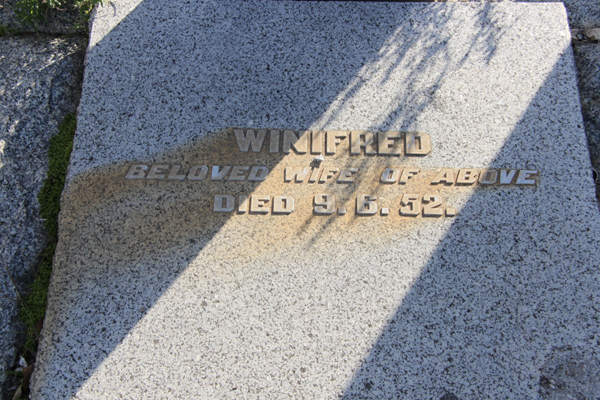 WINIFRED
BELOVED WIFE OF ABOVE
DIED 9.6.52.